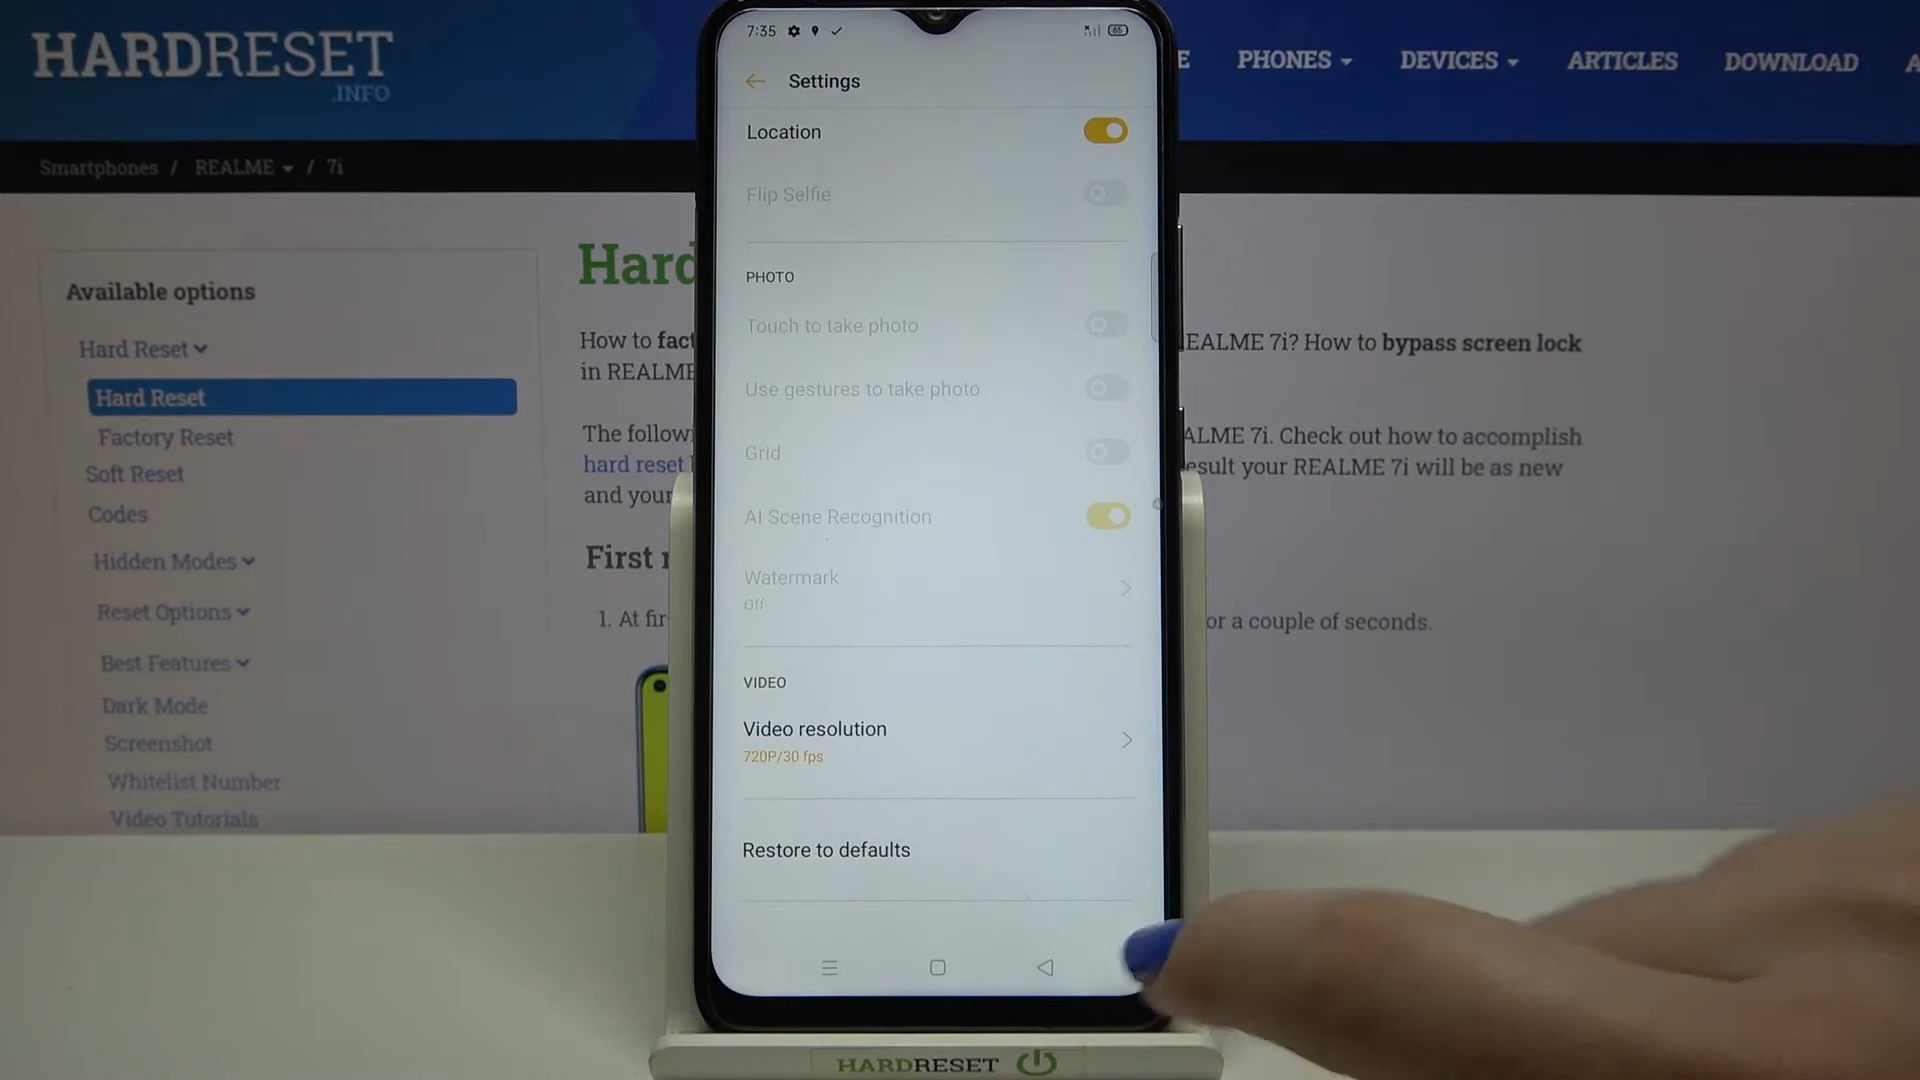 HARDRESET
.INFO
E PHONES DEVICES ARTICLES DOWNLOAD A
Smartphones / REALME / 7i
Available options
Hard Reset
Hard Reset
Factory Reset
Soft Reset
Codes
Hidden Modes
Reset Options
Best Features
Dark Mode
Screenshot
Whitelist Number
Video Tutorials
Hard
How to fact
in REALME
EALME 7i? How to bypass screen lock
The follow
hard reset
and your
ALME 7i. Check out how to accomplish
esult your REALME 7i will be as new
First
1. At fir
or a couple of seconds.
7:35
65
Settings
Location
Flip Selfie
PHOTO
Touch to take photo
Use gestures to take photo
Grid
AI Scene Recognition
Watermark
Off
VIDEO
Video resolution
720P/30 fps
Restore to defaults
HARDRESET